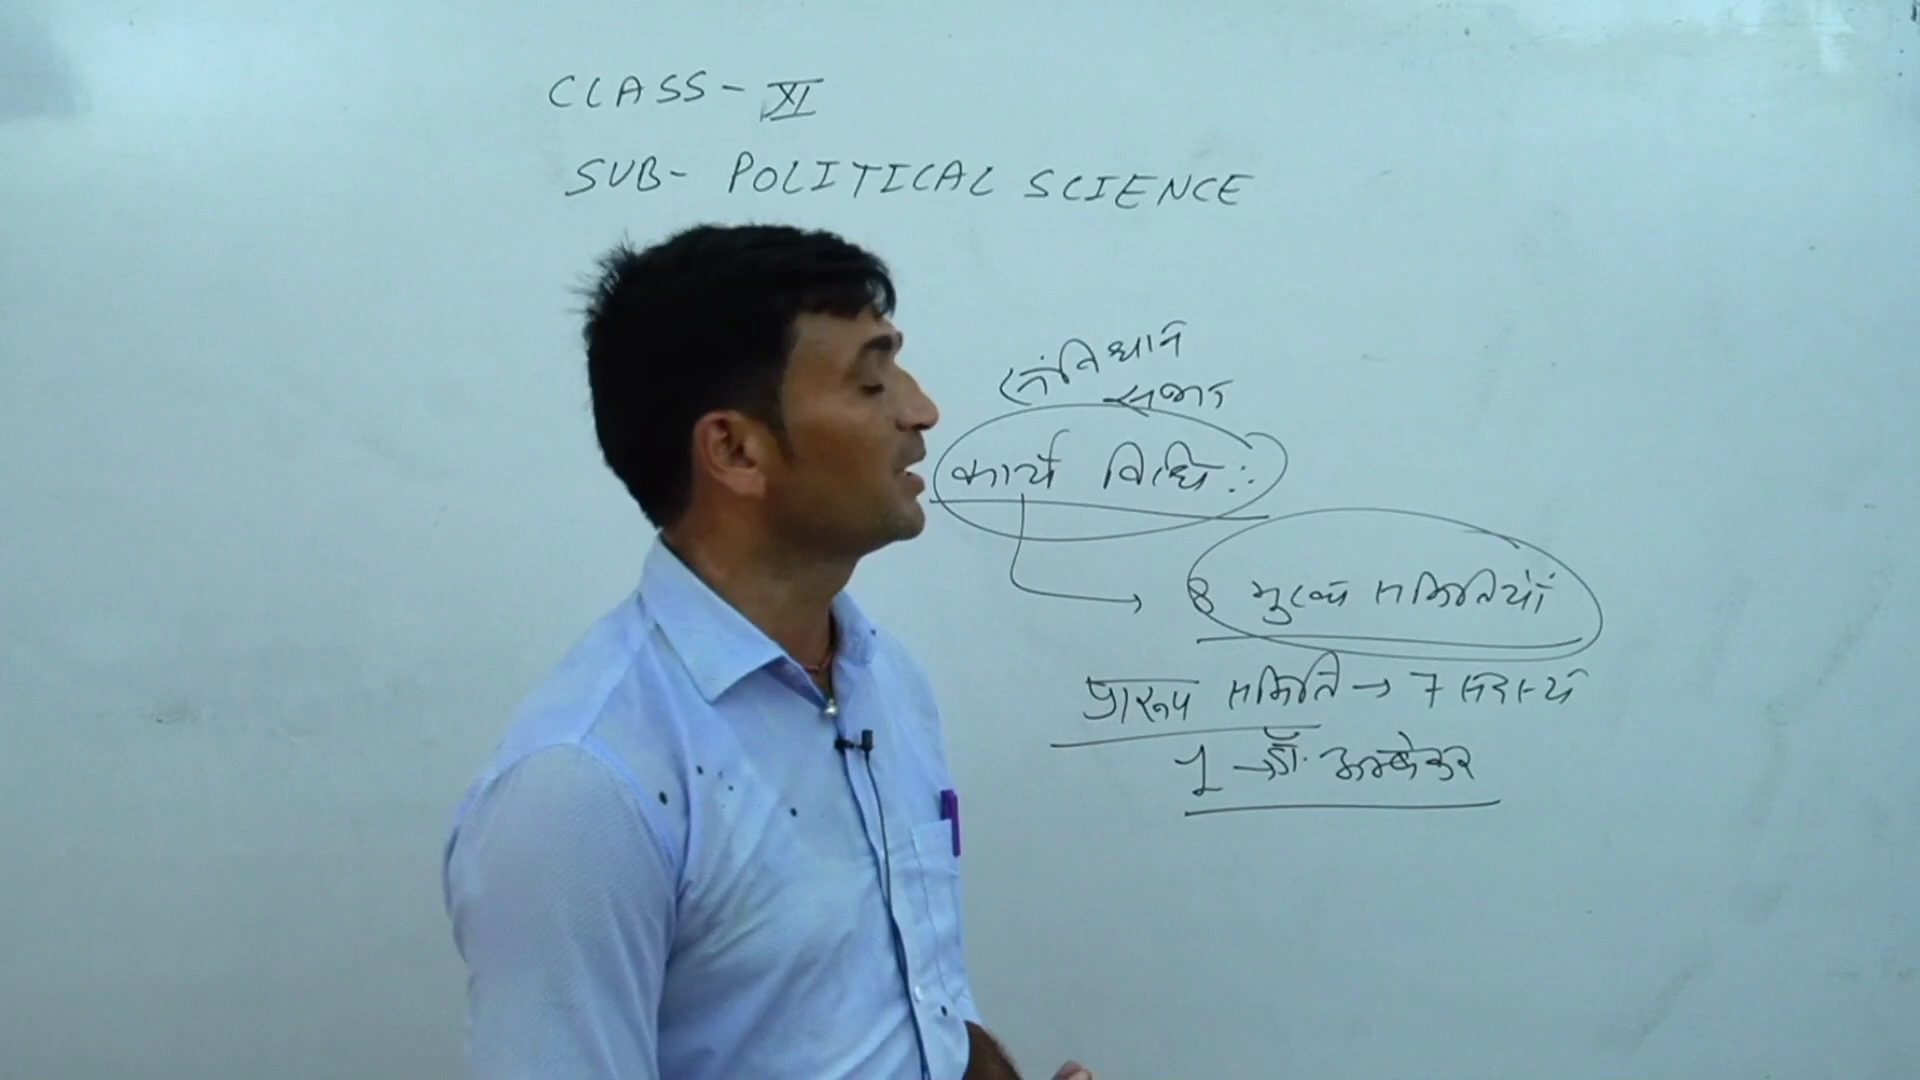 CLASS - XI
SUB- POLITICAL SCIENCE
संविधान
सभा
कार्य विधि :-
8 मुख्य समितियाँ
प्रारूप समिति → 7 सदस्य
1 → डॉ. अम्बेडकर